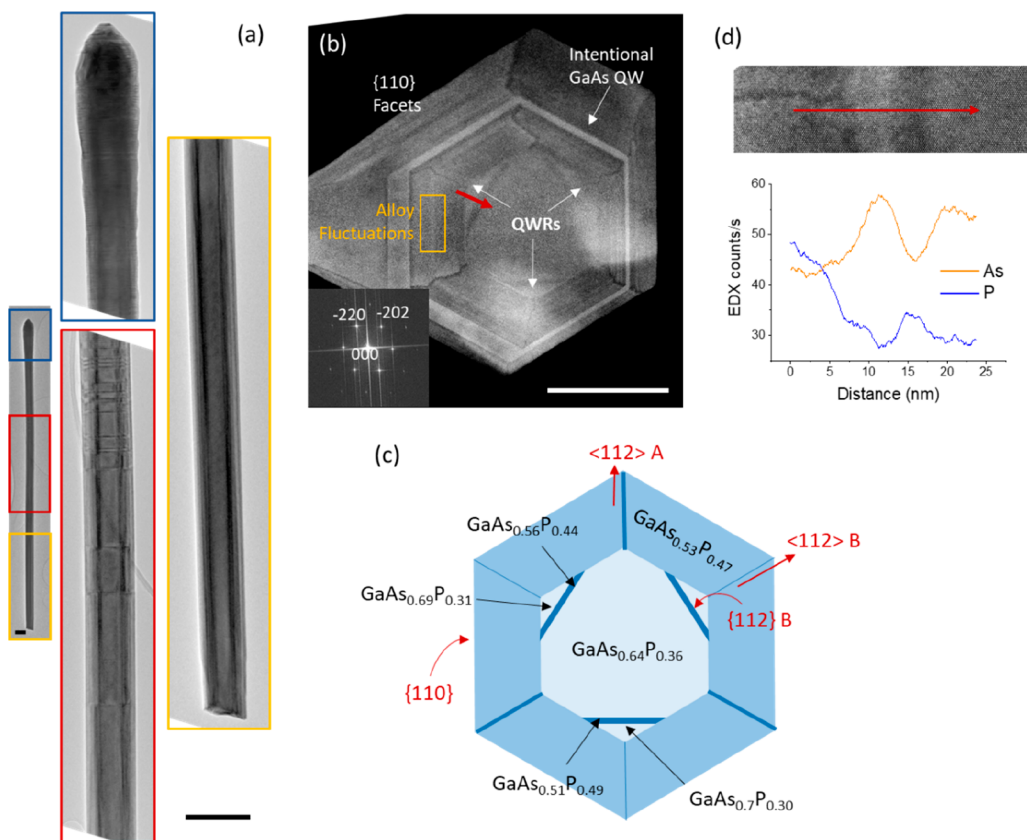 (a)
(b)
{110}
Facets
Intentional
GaAs QW
Alloy
Fluctuations
QWRs
-220
-202
000
(d)
60
50
40
30
EDX counts/s
As
P
0
5
10
15
20
25
Distance (nm)
(c)
<112> A
GaAs0.56P0.44
GaAs0.53P0.47
<112> B
GaAs0.69P0.31
{112} B
GaAs0.64P0.36
{110}
GaAs0.51P0.49
GaAs0.7P0.30